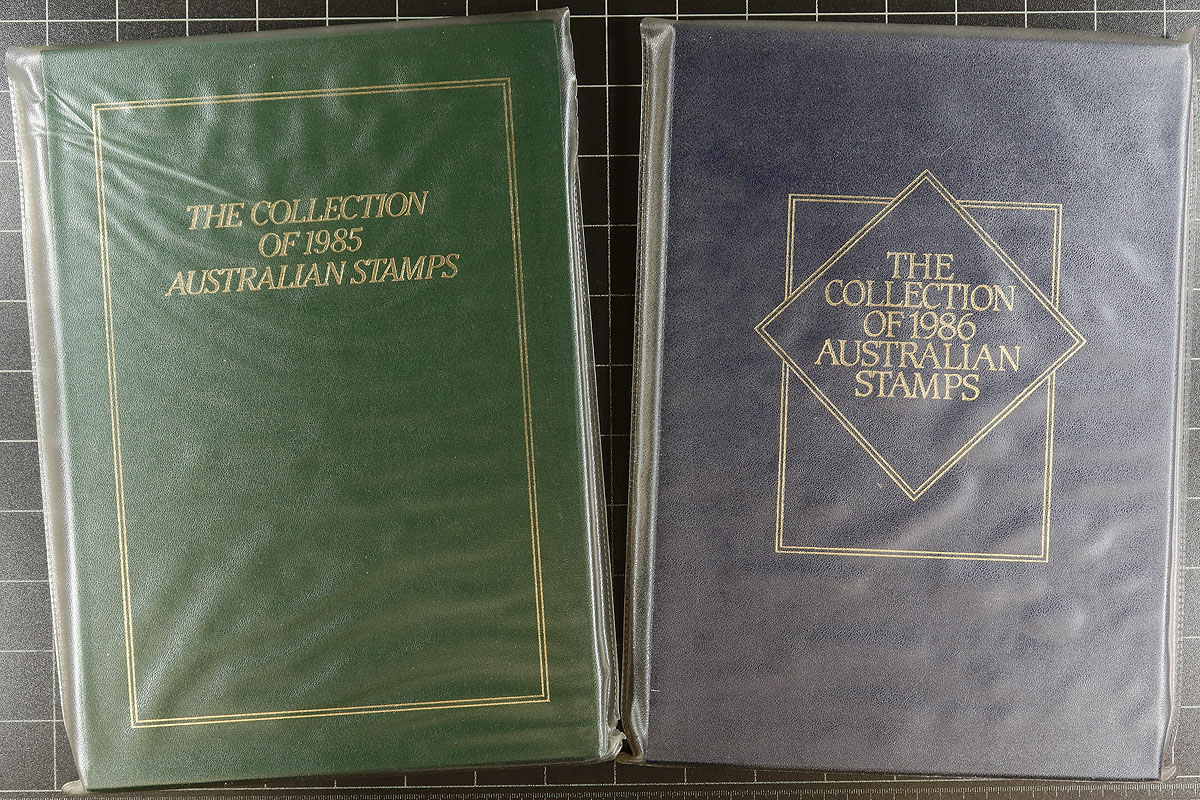 THE COLLECTION
OF 1985
AUSTRALIAN STAMPS
THE
COLLECTION
OF 1986
AUSTRALIAN
STAMPS